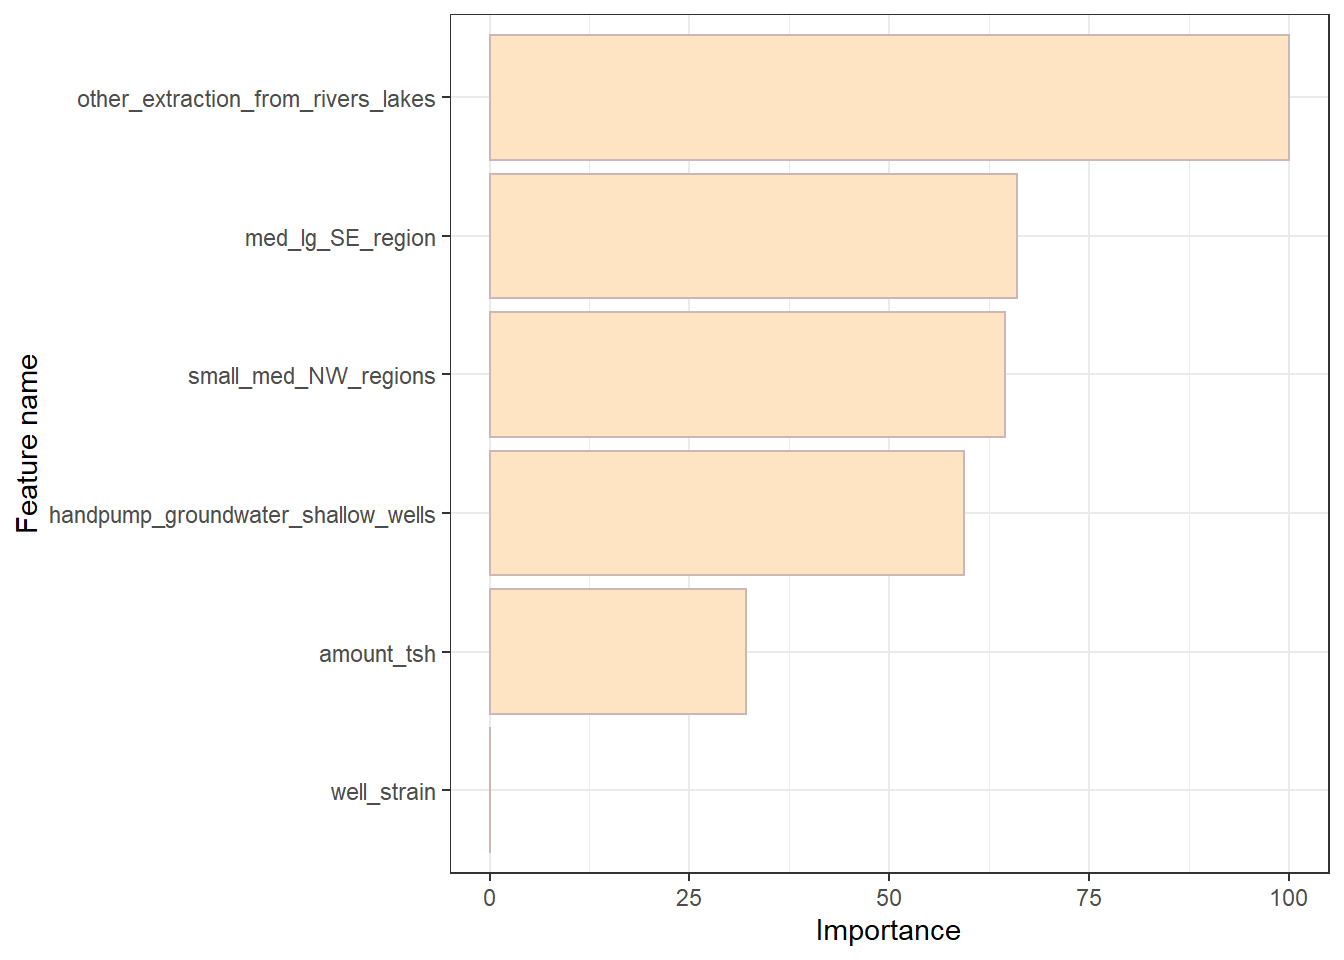 other_extraction_from_rivers_lakes
med_lg_SE_region
small_med_NW_regions
handpump_groundwater_shallow_wells
amount_tsh
well_strain
Feature name
0 25 50 75 100
Importance